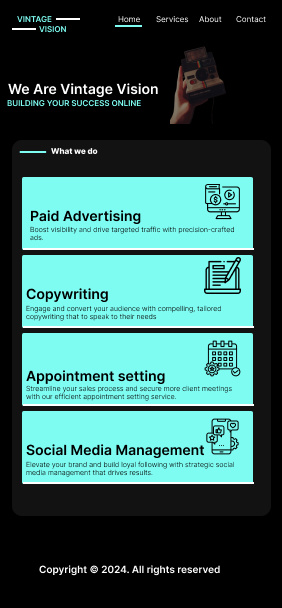 VINTAGE
VISION
Home Services About Contact
We Are Vintage Vision
BUILDING YOUR SUCCESS ONLINE
What we do
Paid Advertising
Boost visibility and drive targeted traffic with precision-crafted
ads.
Copywriting
Engage and convert your audience with compelling, tailored
copywriting that to speak to their needs
Appointment setting
Streamline your sales process and secure more client meetings
with our efficient appointment setting service.
Social Media Management
Elevate your brand and build loyal following with strategic social
media management that drives results.
Copyright © 2024. All rights reserved